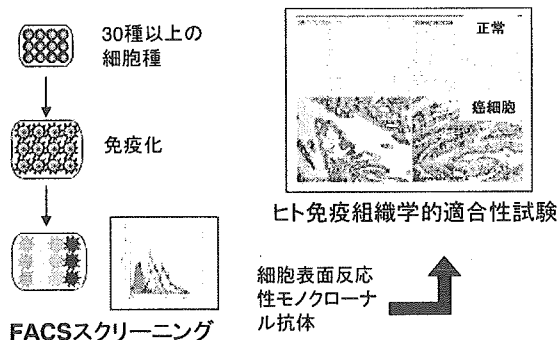 30種以上の
細胞種
免疫化
FACSスクリーニング
正常
癌細胞
ヒト免疫組織学的適合性試験
細胞表面反応
性モノクローナ
ル抗体